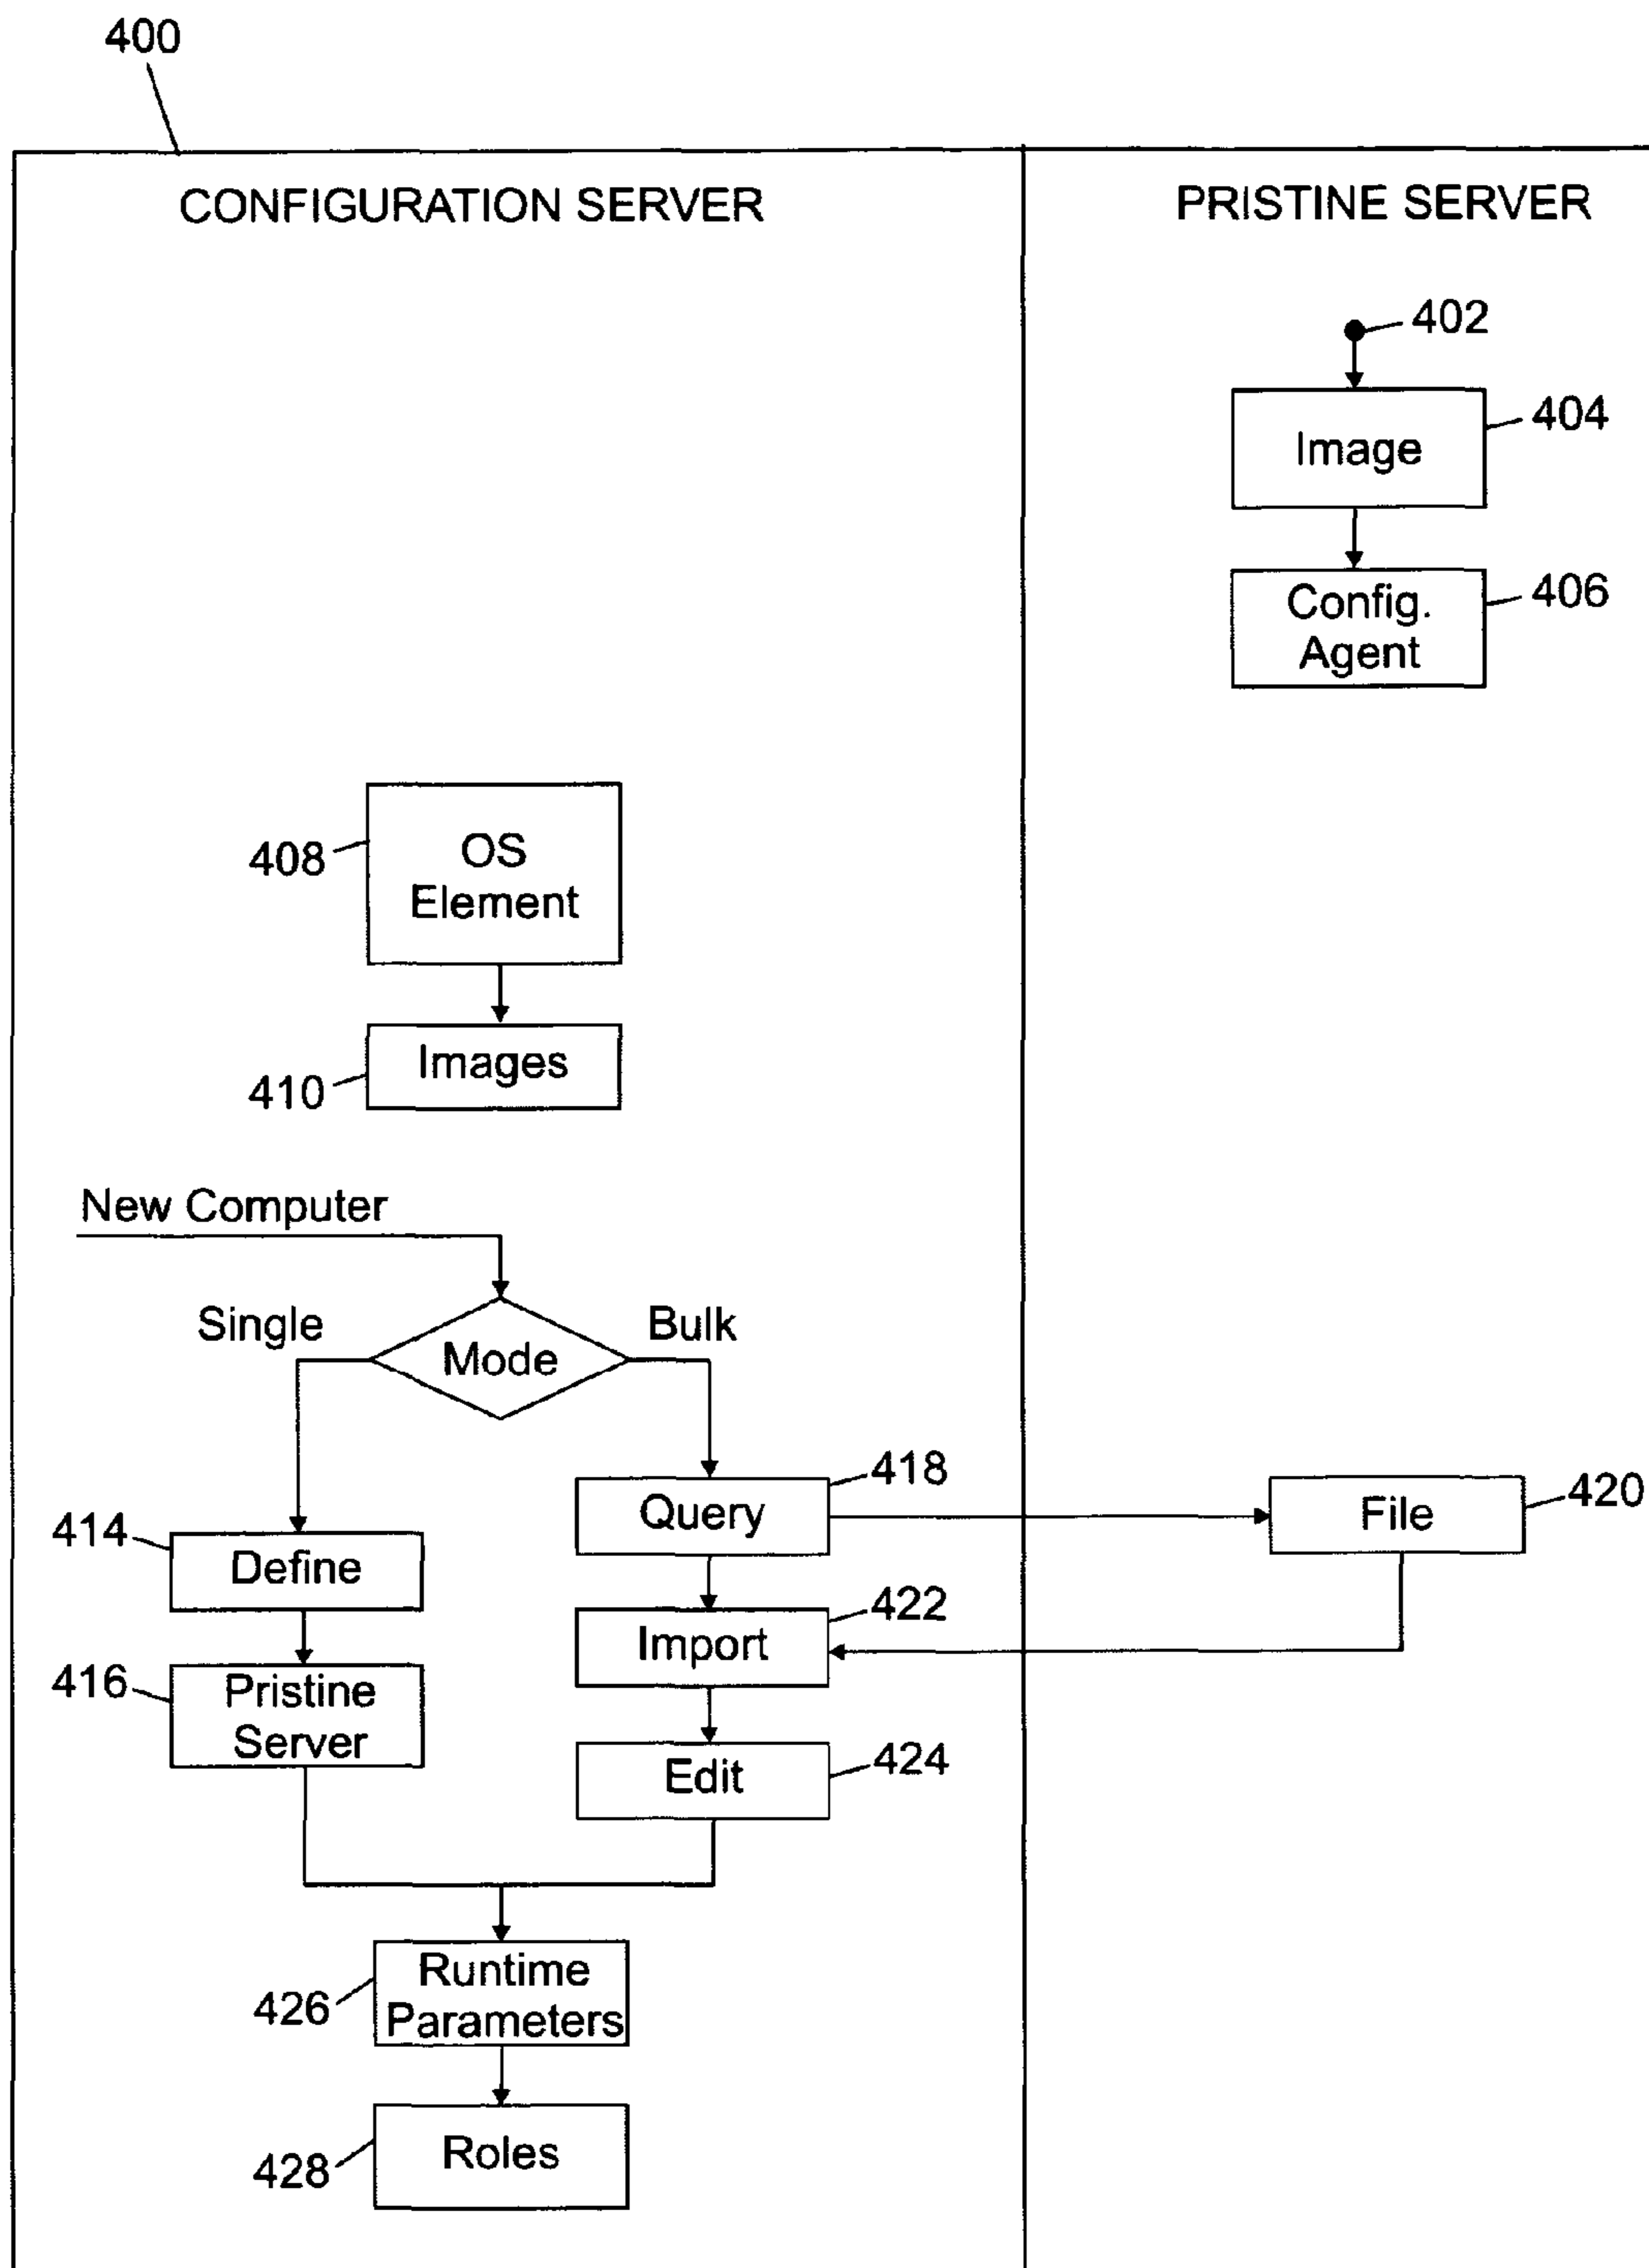 400
CONFIGURATION SERVER
PRISTINE SERVER
402
Image
404
Config.
Agent
406
408
OS
Element
410
Images
New Computer
Single
Mode
Bulk
418
Query
File
420
414
Define
422
Import
416
Pristine
Server
Edit
424
Runtime
Parameters
426
Roles
428